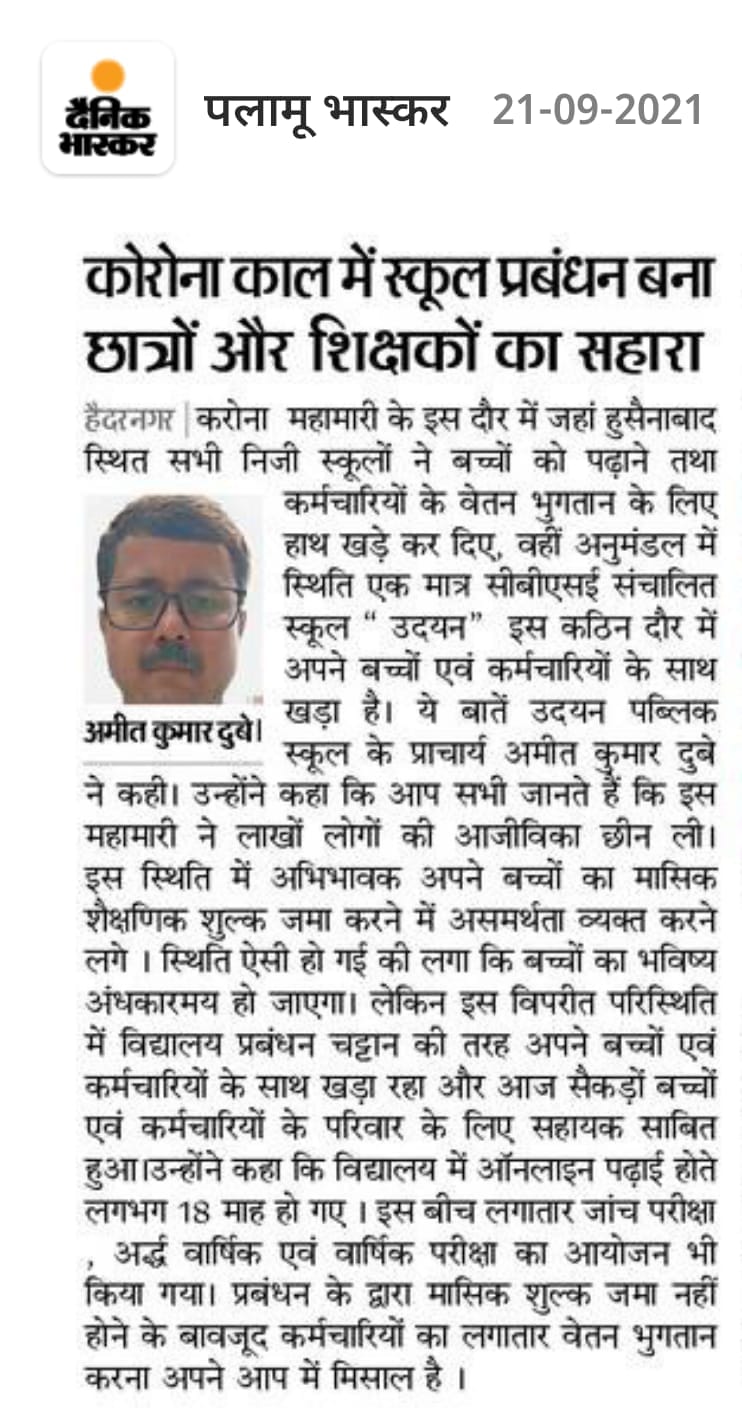 दैनिक
भास्कर
पलामू भास्कर 21-09-2021
कोरोना काल में स्कूल प्रबंधन बना
छात्रों और शिक्षकों का सहारा
हैदरनगर | करोना महामारी के इस दौर में जहां हुसैनाबाद
स्थित सभी निजी स्कूलों ने बच्चों को पढ़ाने तथा
कर्मचारियों के वेतन भुगतान के लिए
हाथ खड़े कर दिए, वहीं अनुमंडल में
स्थिति एक मात्र सीबीएसई संचालित
स्कूल “ उदयन” इस कठिन दौर में
अपने बच्चों एवं कर्मचारियों के साथ
खड़ा है। ये बातें उदयन पब्लिक
स्कूल के प्राचार्य अमीत कुमार दुबे
अमीत कुमार दुबे।
ने कही। उन्होंने कहा कि आप सभी जानते हैं कि इस
महामारी ने लाखों लोगों की आजीविका छीन ली।
इस स्थिति में अभिभावक अपने बच्चों का मासिक
शैक्षणिक शुल्क जमा करने में असमर्थता व्यक्त करने
लगे । स्थिति ऐसी हो गई की लगा कि बच्चों का भविष्य
अंधकारमय हो जाएगा। लेकिन इस विपरीत परिस्थिति
में विद्यालय प्रबंधन चट्टान की तरह अपने बच्चों एवं
कर्मचारियों के साथ खड़ा रहा और आज सैकड़ों बच्चों
एवं कर्मचारियों के परिवार के लिए सहायक साबित
हुआ।उन्होंने कहा कि विद्यालय में ऑनलाइन पढ़ाई होते
लगभग 18 माह हो गए । इस बीच लगातार जांच परीक्षा
, अर्द्ध वार्षिक एवं वार्षिक परीक्षा का आयोजन भी
किया गया। प्रबंधन के द्वारा मासिक शुल्क जमा नहीं
होने के बावजूद कर्मचारियों का लगातार वेतन भुगतान
करना अपने आप में मिसाल है ।